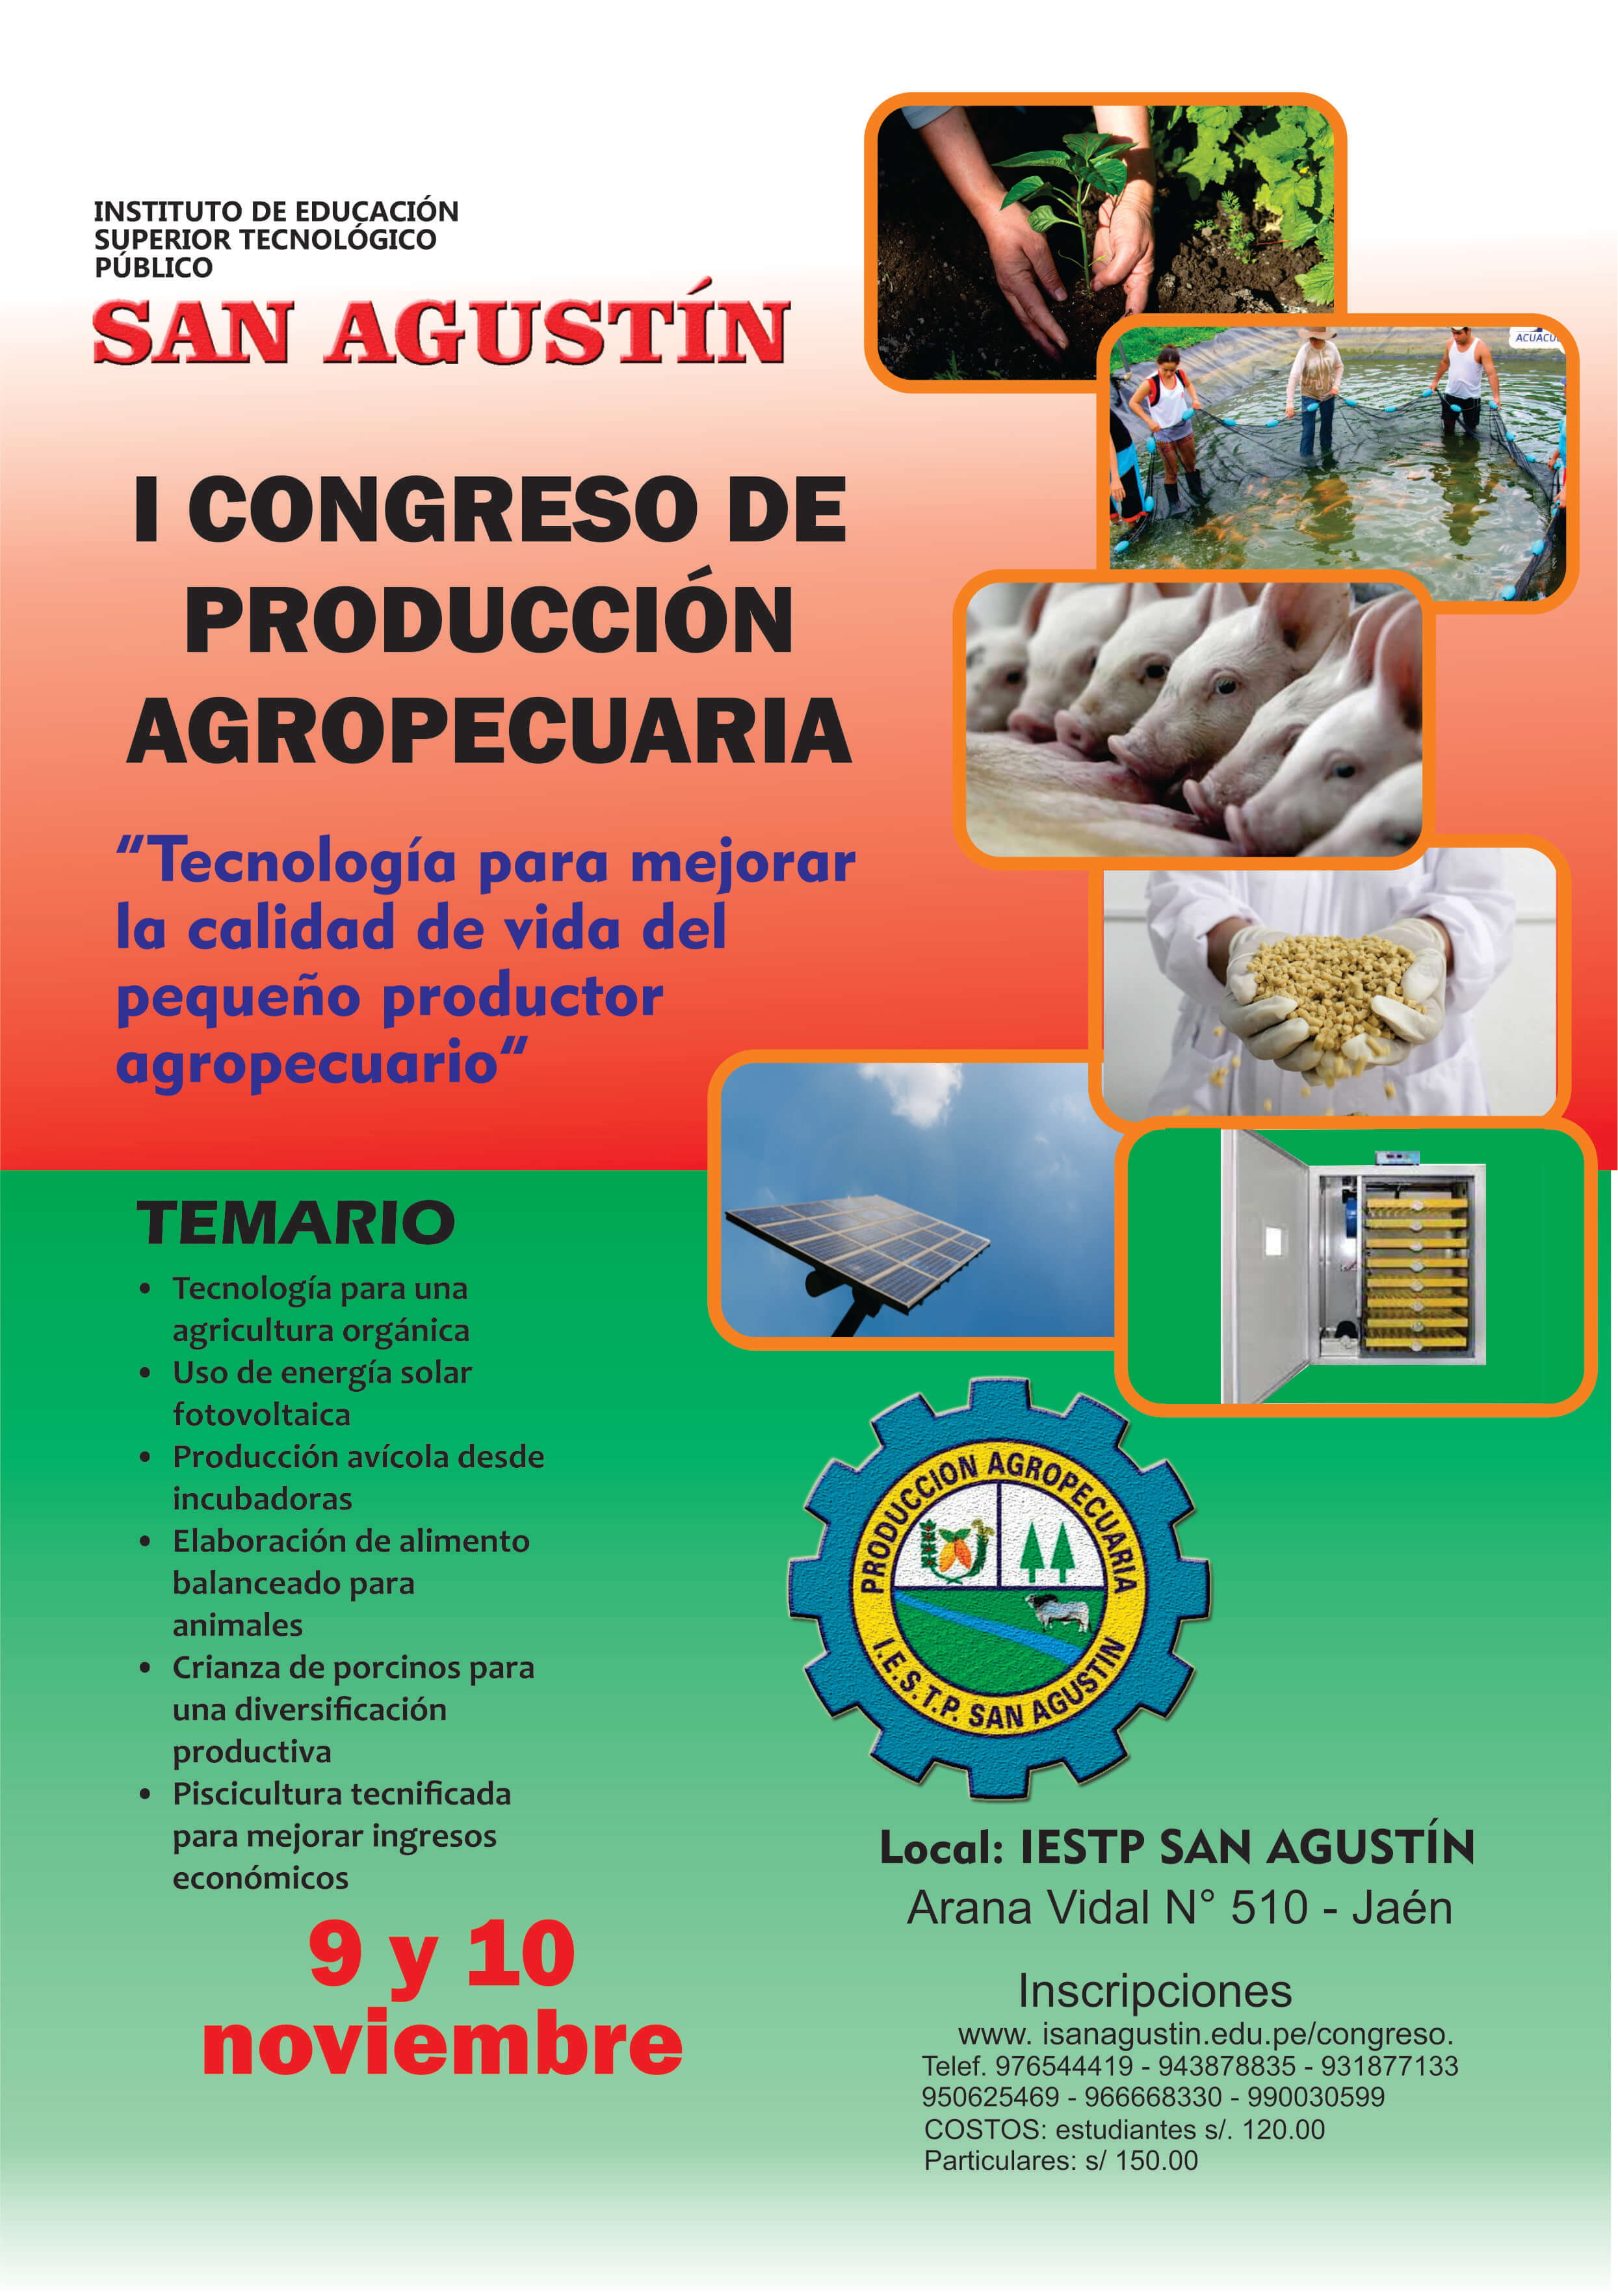 INSTITUTO DE EDUCACIÓN
SUPERIOR TECNOLÓGICO
PÚBLICO
SAN AGUSTÍN
I CONGRESO DE
PRODUCCIÓN
AGROPECUARIA
“Tecnología para mejorar
la calidad de vida del
pequeño productor
agropecuario“
TEMARIO
• Tecnología para una
agricultura orgánica
• Uso de energía solar
fotovoltaica
• Producción avícola desde
incubadoras
• Elaboración de alimento
balanceado para
animales
• Crianza de porcinos para
una diversificación
productiva
• Piscicultura tecnificada
para mejorar ingresos
económicos
9 y 10
noviembre
PRODUCCION AGROPECUARIA
I.E.S.T.P. SAN AGUSTIN
Local: IESTP SAN AGUSTÍN
Arana Vidal N° 510 - Jaén
Inscripciones
www. isanagustin.edu.pe/congreso.
Telef. 976544419 - 943878835 - 931877133
950625469 - 966668330 - 990030599
COSTOS: estudiantes s/. 120.00
Particulares: s/ 150.00